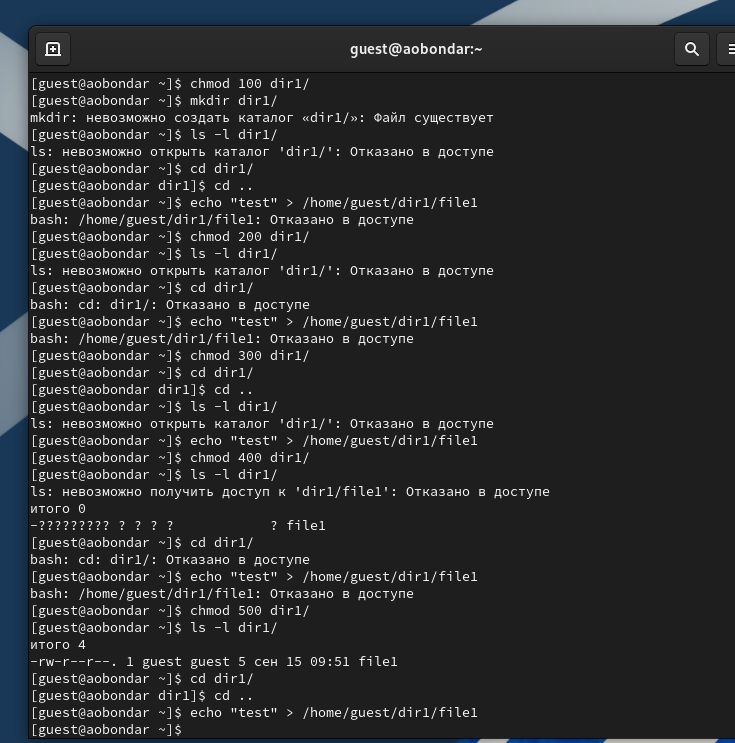 guest@aobondar:~
[guest@aobondar ~]$ chmod 100 dir1/
[guest@aobondar ~]$ mkdir dir1/
mkdir: невозможно создать каталог «dir1/»: Файл существует
[guest@aobondar ~]$ ls -l dir1/
ls: невозможно открыть каталог 'dir1/': Отказано в доступе
[guest@aobondar ~]$ cd dir1/
[guest@aobondar dir1]$ cd ..
[guest@aobondar ~]$ echo "test" > /home/guest/dir1/file1
bash: /home/guest/dir1/file1: Отказано в доступе
[guest@aobondar ~]$ chmod 200 dir1/
[guest@aobondar ~]$ ls -l dir1/
ls: невозможно открыть каталог 'dir1/': Отказано в доступе
[guest@aobondar ~]$ cd dir1/
bash: cd: dir1/: Отказано в доступе
[guest@aobondar ~]$ echo "test" > /home/guest/dir1/file1
bash: /home/guest/dir1/file1: Отказано в доступе
[guest@aobondar ~]$ chmod 300 dir1/
[guest@aobondar ~]$ cd dir1/
[guest@aobondar dir1]$ cd ..
[guest@aobondar ~]$ ls -l dir1/
ls: невозможно открыть каталог 'dir1/': Отказано в доступе
[guest@aobondar ~]$ echo "test" > /home/guest/dir1/file1
[guest@aobondar ~]$ chmod 400 dir1/
[guest@aobondar ~]$ ls -l dir1/
ls: невозможно получить доступ к 'dir1/file1': Отказано в доступе
итого 0
-????????? ? ? ? ?            ? file1
[guest@aobondar ~]$ cd dir1/
bash: cd: dir1/: Отказано в доступе
[guest@aobondar ~]$ echo "test" > /home/guest/dir1/file1
bash: /home/guest/dir1/file1: Отказано в доступе
[guest@aobondar ~]$ chmod 500 dir1/
[guest@aobondar ~]$ ls -l dir1/
итого 4
-rw-r--r--. 1 guest guest 5 сен 15 09:51 file1
[guest@aobondar ~]$ cd dir1/
[guest@aobondar dir1]$ cd ..
[guest@aobondar ~]$ echo "test" > /home/guest/dir1/file1
[guest@aobondar ~]$